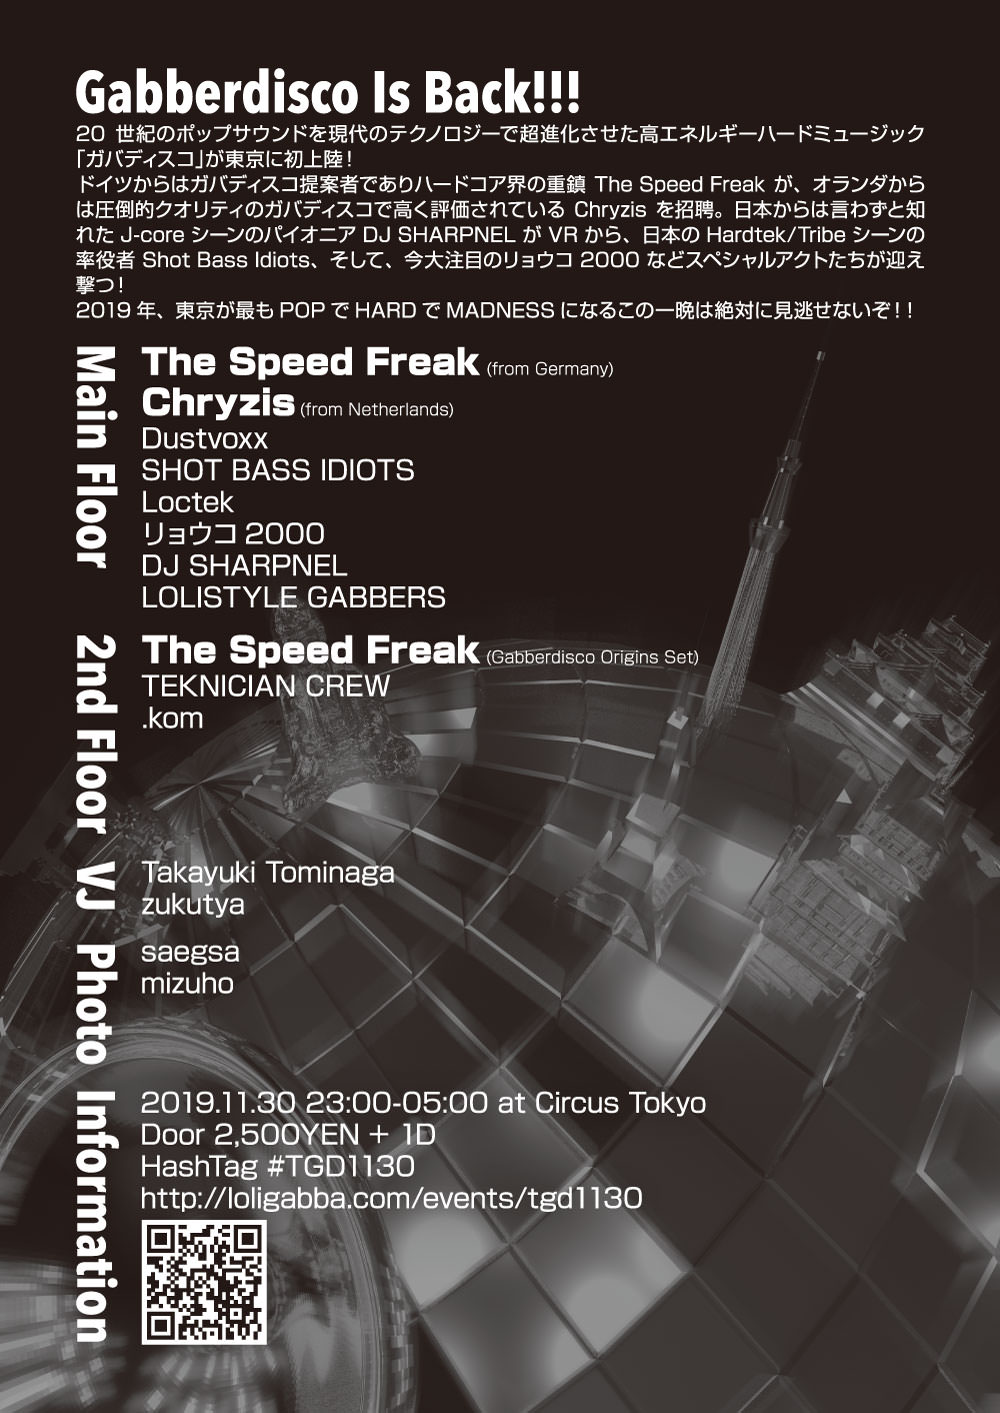 Gabberdisco Is Back!!!
20 世紀のポップサウンドを現代のテクノロジーで超進化させた高エネルギーハードミュージック
「ガバディスコ」が東京に初上陸！
ドイツからはガバディスコ提案者でありハードコア界の重鎮 The Speed Freak が、オランダから
は圧倒的クオリティのガバディスコで高く評価されている Chryzis を招聘。日本からは言わずと知
れた J-core シーンのパイオニア DJ SHARPNEL が VR から、日本の Hardtek/Tribe シーンの
率役者 Shot Bass Idiots、そして、今大注目のリョウコ 2000 などスペシャルアクトたちが迎え
撃つ！
2019 年、東京が最も POP で HARD で MADNESS になるこの一晩は絶対に見逃せないぞ！！
Main Floor
The Speed Freak (from Germany)
Chryzis (from Netherlands)
Dustvoxx
SHOT BASS IDIOTS
Loctek
リョウコ 2000
DJ SHARPNEL
LOLISTYLE GABBERS
2nd Floor
The Speed Freak (Gabberdisco Origins Set)
TEKNICIAN CREW
.kom
VJ
Takayuki Tominaga
zukutya
Photo
saegsa
mizuho
Information
2019.11.30 23:00-05:00 at Circus Tokyo
Door 2,500YEN + 1D
HashTag #TGD1130
http://loligabba.com/events/tgd1130